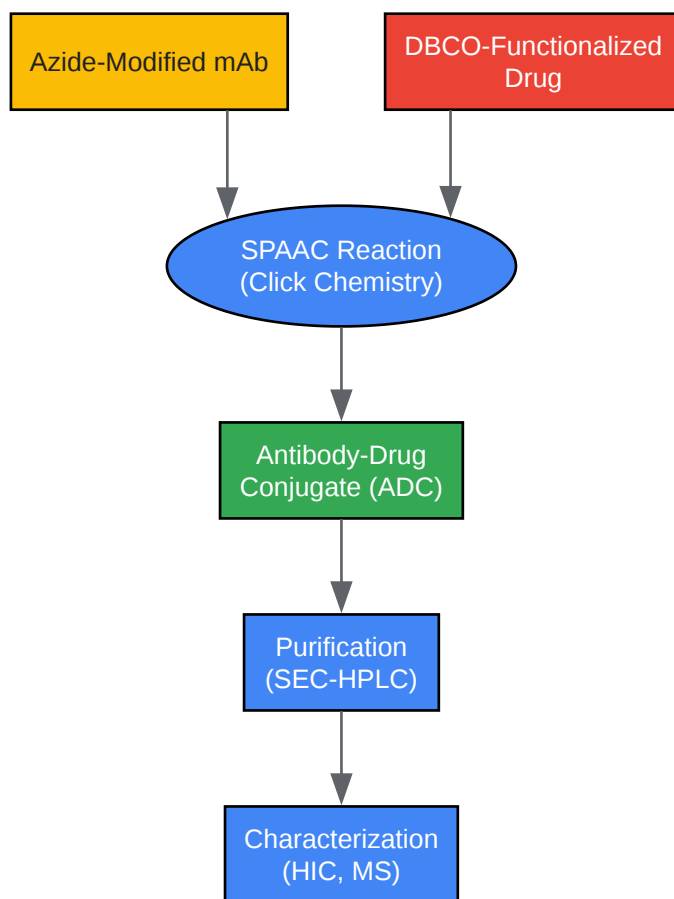 Azide-Modified mAb
DBCO-Functionalized
Drug
SPAAC Reaction
(Click Chemistry)
Antibody-Drug
Conjugate (ADC)
Purification
(SEC-HPLC)
Characterization
(HIC, MS)